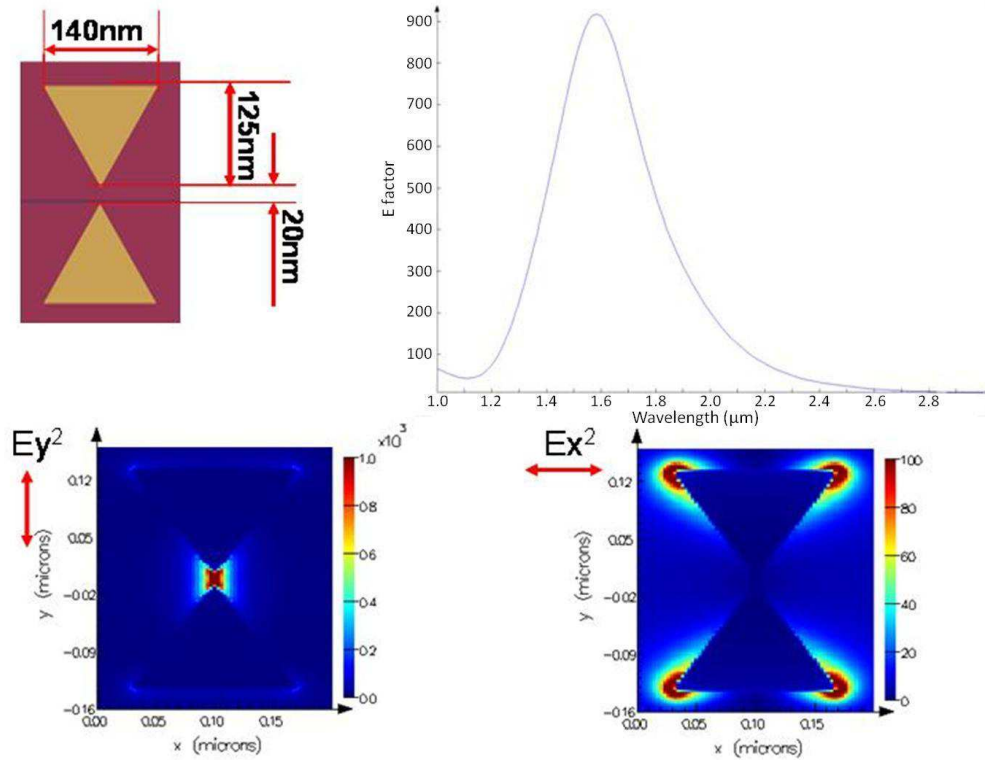 140nm
125nm
20nm
E factor
900
800
700
600
500
400
300
200
100
1.0 1.2 1.4 1.6 1.8 2.0 2.2 2.4 2.6 2.8
Wavelength (µm)
Ey²
x10³
1.0
0.8
0.6
0.4
0.2
0.0
y (microns)
0.12
0.05
-0.02
-0.09
-0.16
0.00 0.05 0.10 0.15
x (microns)
Ex²
100
80
60
40
20
0
y (microns)
0.12
0.05
-0.02
-0.09
-0.16
0.00 0.05 0.10 0.15
x (microns)